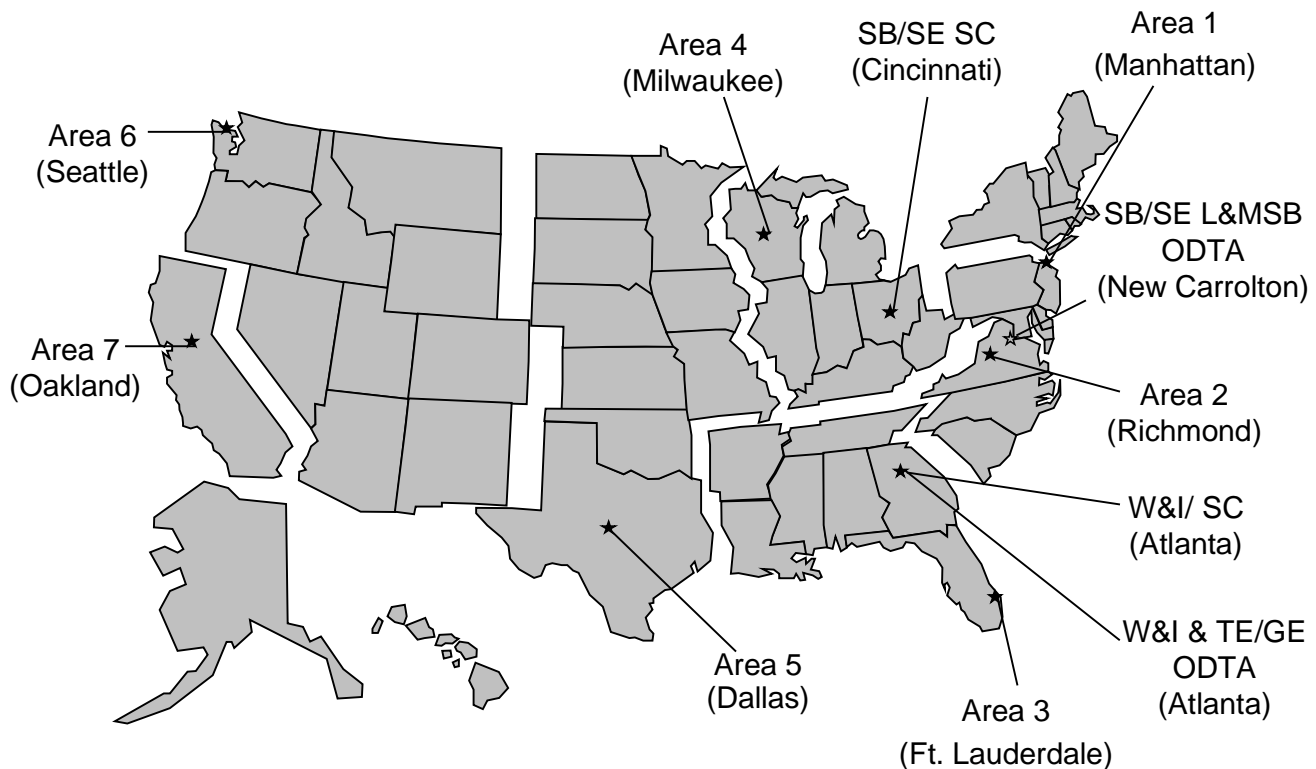 Area 1
(Manhattan)
SB/SE SC
(Cincinnati)
Area 4
(Milwaukee)
Area 6
(Seattle)
SB/SE L&MSB
ODTA
(New Carrolton)
Area 7
(Oakland)
Area 2
(Richmond)
W&I/ SC
(Atlanta)
W&I & TE/GE
ODTA
(Atlanta)
Area 5
(Dallas)
Area 3
(Ft. Lauderdale)